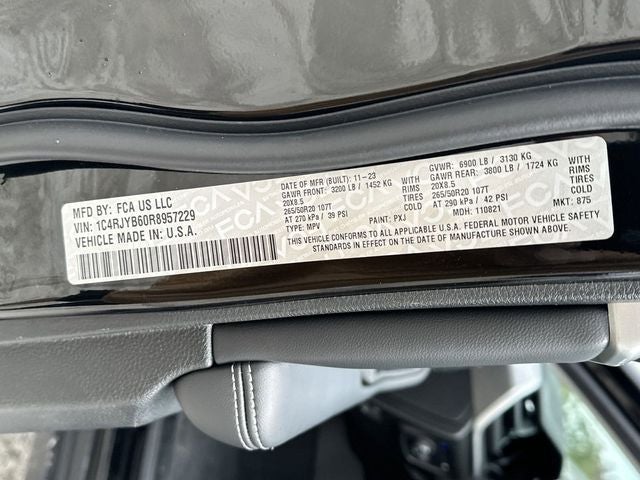 MFD BY: FCA US LLC
VIN: 1C4RJYB60R8957229
VEHICLE MADE IN U.S.A.
DATE OF MFR (BUILT): 11-23
GAWR FRONT: 3200 LB / 1452 KG
20X8.5
265/50R20 107T
AT 270 kPa / 39 PSI
TYPE: MPV
PAINT: PXJ
GVWR: 6900 LB / 3130 KG
GAWR REAR: 3800 LB / 1724 KG
20X8.5
265/50R20 107T
AT 290 kPa / 42 PSI
MDH: 110821
WITH
RIMS
TIRES
COLD
WITH
RIMS
TIRES
COLD
MKT: 875
CONFORMS TO ALL APPLICABLE U.S.A. FEDERAL MOTOR VEHICLE SAFETY
STANDARDS IN EFFECT ON THE DATE OF MANUFACTURE SHOWN ABOVE.